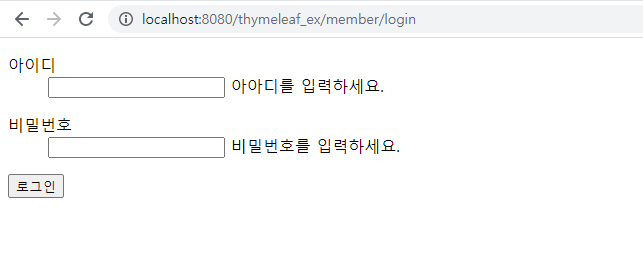 localhost:8080/thymeleaf_ex/member/login
아이디
아아디를 입력하세요.
비밀번호
비밀번호를 입력하세요.
로그인